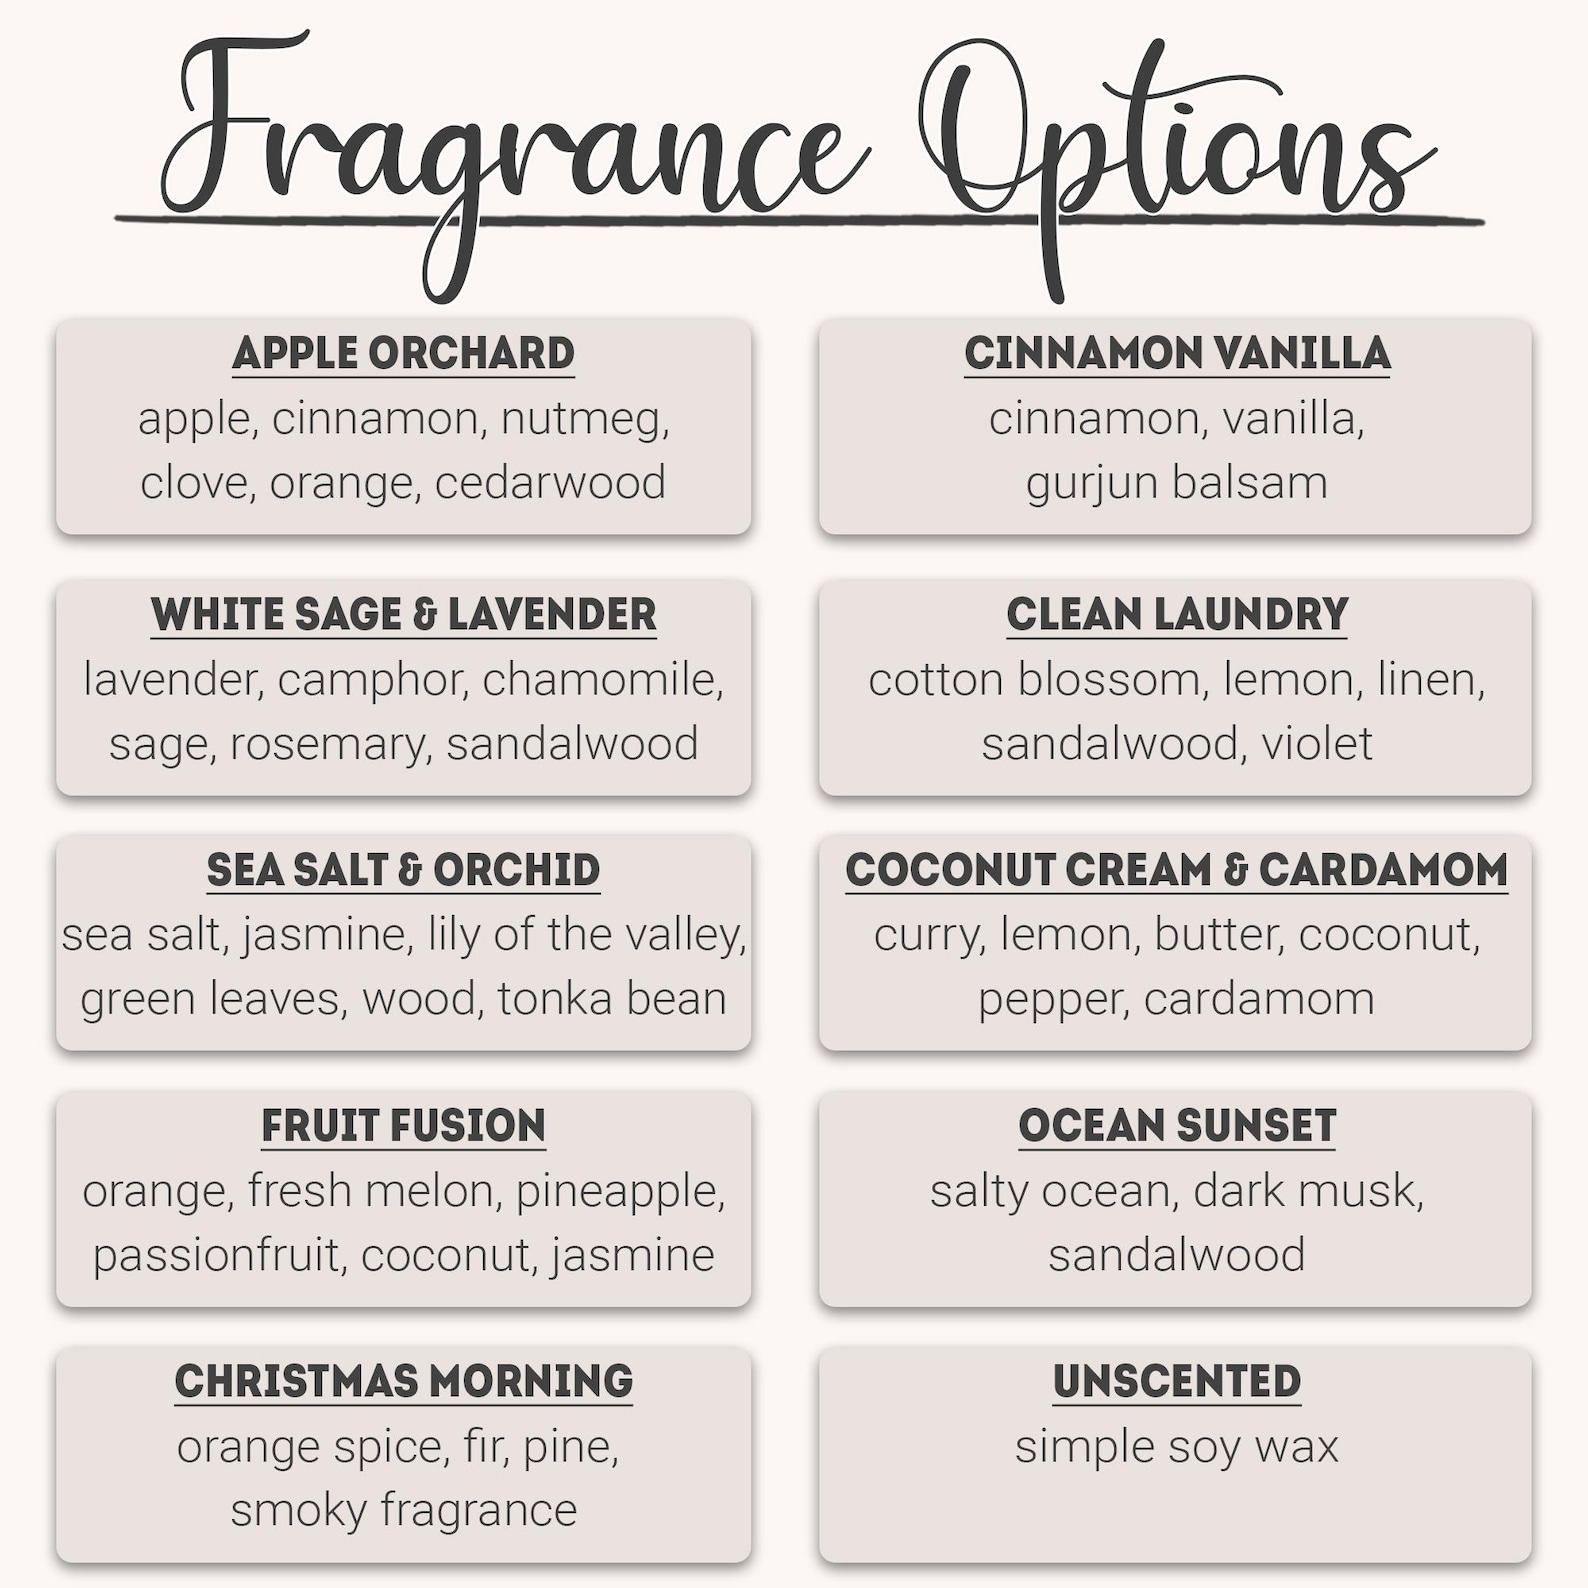 Fragrance Options
APPLE ORCHARD
apple, cinnamon, nutmeg,
clove, orange, cedarwood
CINNAMON VANILLA
cinnamon, vanilla,
gurjun balsam
WHITE SAGE & LAVENDER
lavender, camphor, chamomile,
sage, rosemary, sandalwood
CLEAN LAUNDRY
cotton blossom, lemon, linen,
sandalwood, violet
SEA SALT & ORCHID
sea salt, jasmine, lily of the valley,
green leaves, wood, tonka bean
COCONUT CREAM & CARDAMOM
curry, lemon, butter, coconut,
pepper, cardamom
FRUIT FUSION
orange, fresh melon, pineapple,
passionfruit, coconut, jasmine
OCEAN SUNSET
salty ocean, dark musk,
sandalwood
CHRISTMAS MORNING
orange spice, fir, pine,
smoky fragrance
UNSCENTED
simple soy wax